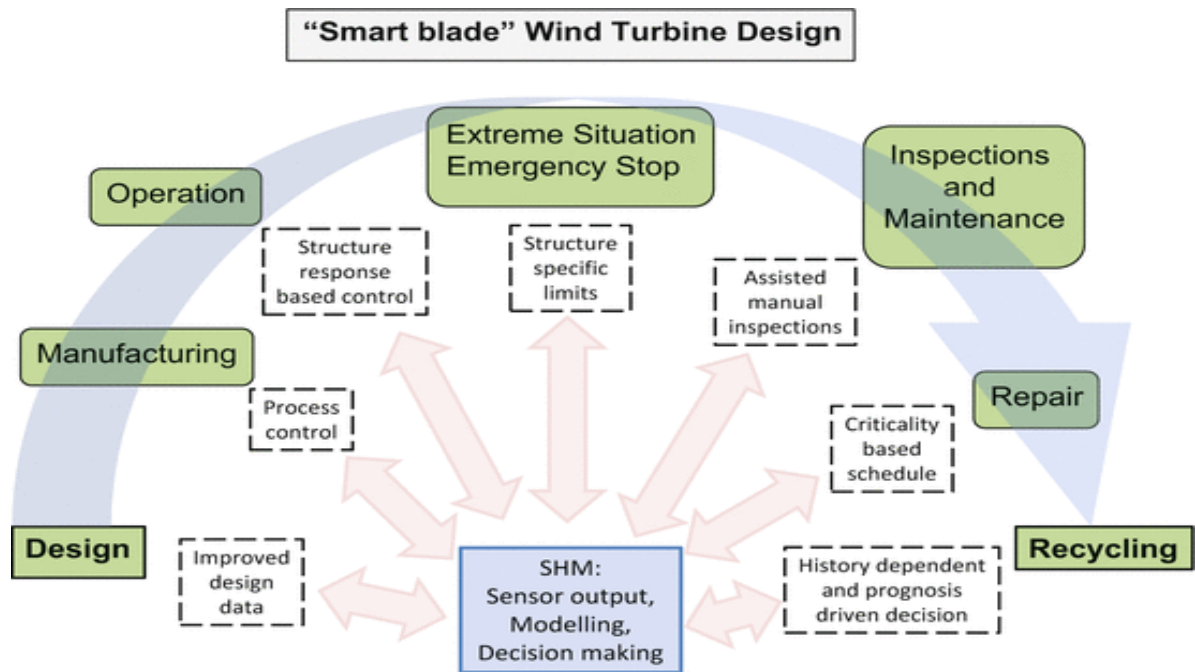 “Smart blade” Wind Turbine Design
Extreme Situation
Emergency Stop
Inspections
and
Maintenance
Operation
Structure
response
based control
Structure
specific
limits
Assisted
manual
inspections
Manufacturing
Process
control
Repair
Criticality
based
schedule
Design
Improved
design
data
SHM:
Sensor output,
Modelling,
Decision making
History dependent
and prognosis
driven decision
Recycling